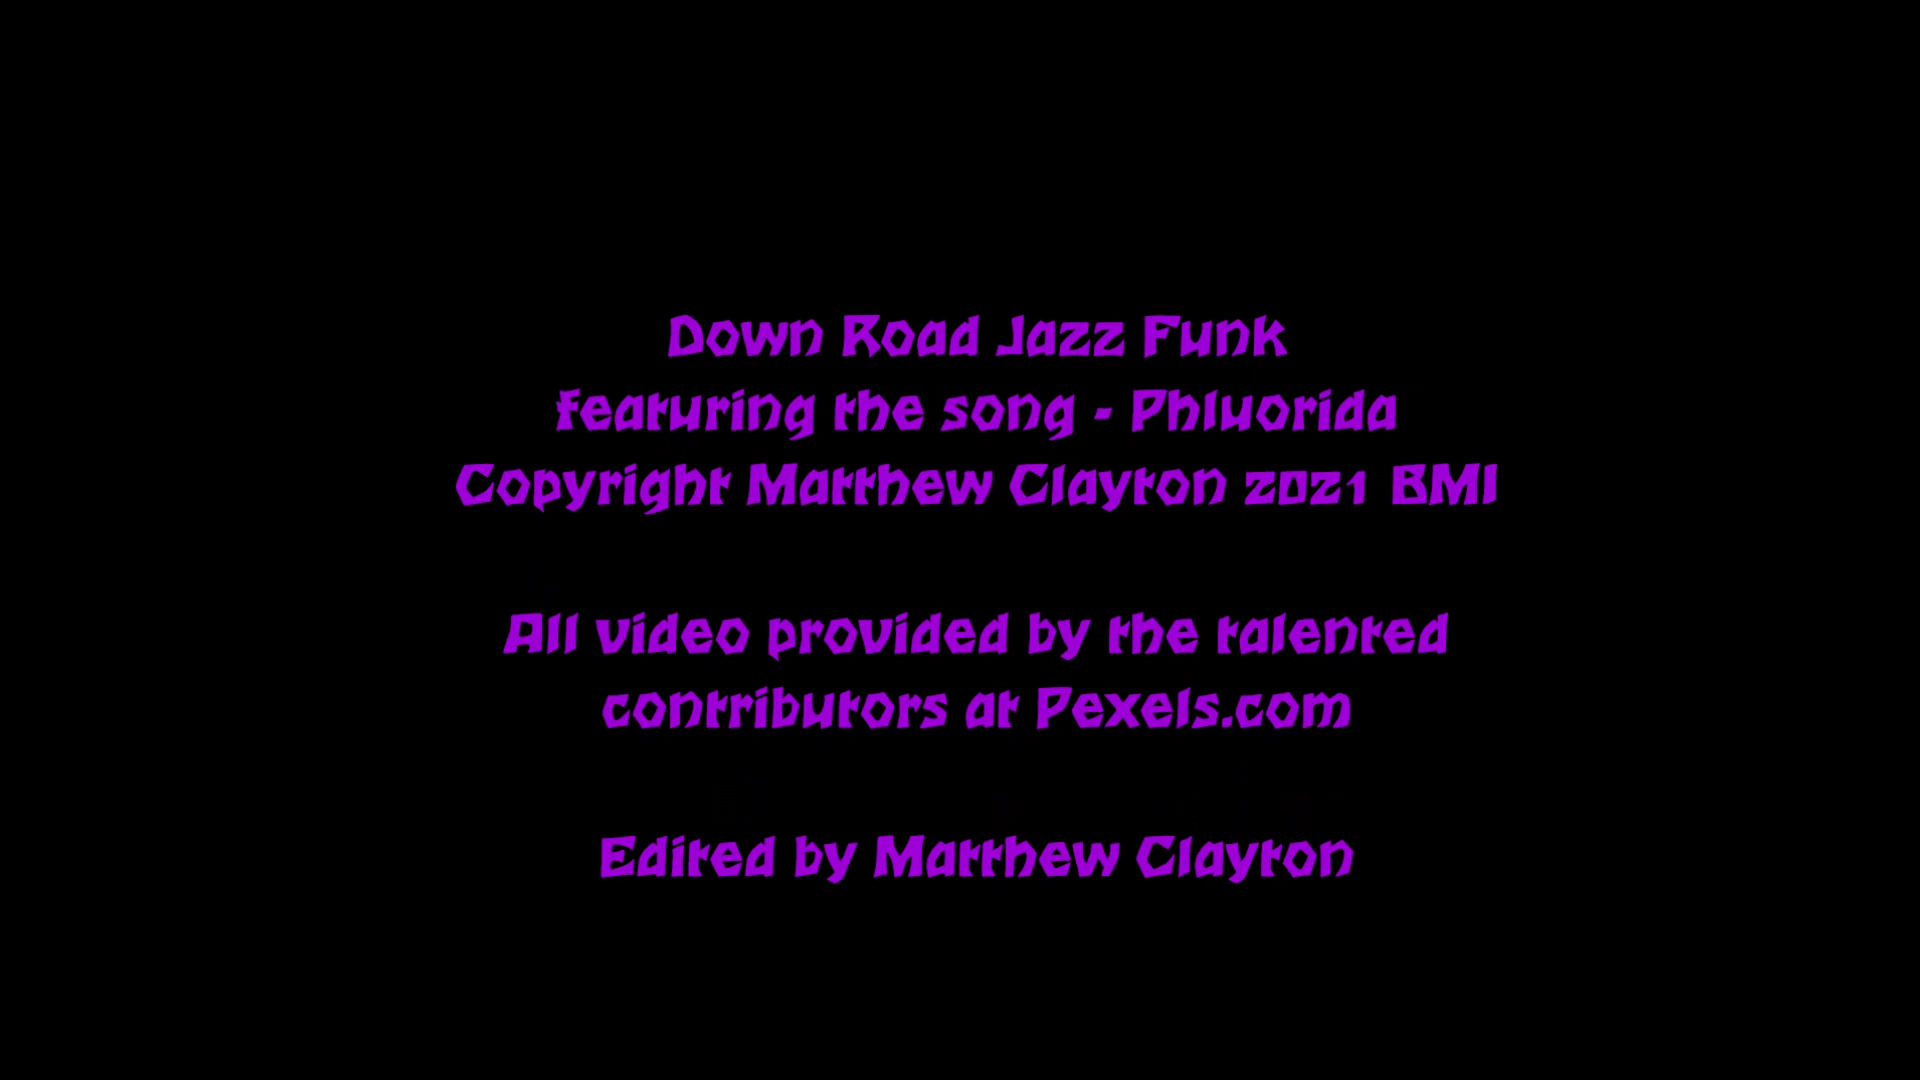 Down Road Jazz Funk
featuring the song - Phluorida
Copyright Matthew Clayton 2021 BMI
All video provided by the talented
contributors at Pexels.com
Edited by Matthew Clayton